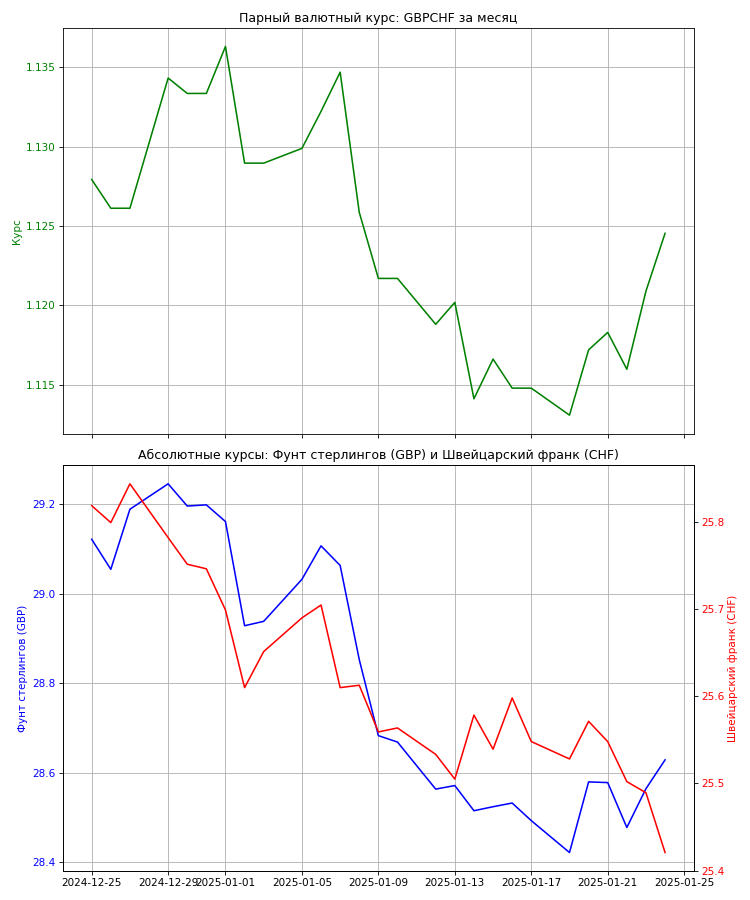 Парный валютный курс: GBPCHF за месяц
1.135
1.130
1.125
1.120
1.115
Курс
Абсолютные курсы: Фунт стерлингов (GBP) и Швейцарский франк (CHF)
29.2
29.0
28.8
28.6
28.4
Фунт стерлингов (GBP)
25.8
25.7
25.6
25.5
25.4
Швейцарский франк (CHF)
2024-12-25 2024-12-29 2025-01-01 2025-01-05 2025-01-09 2025-01-13 2025-01-17 2025-01-21 2025-01-25